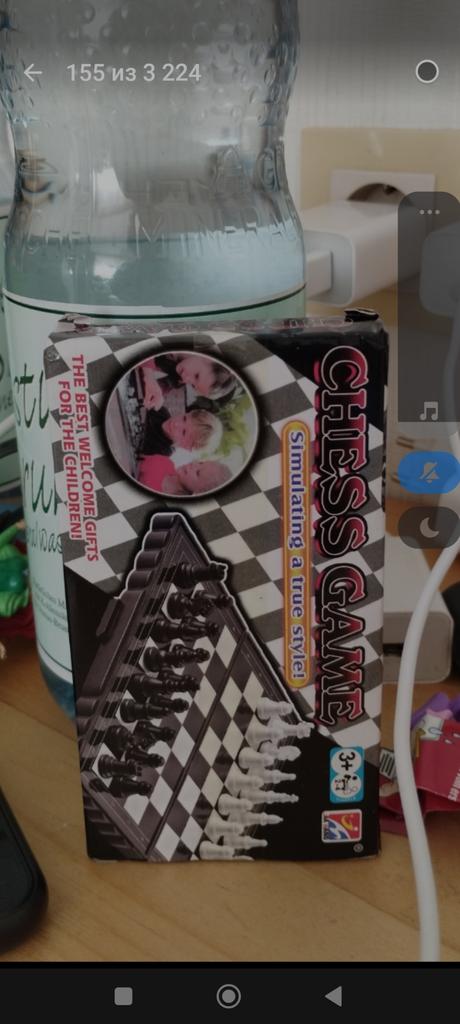 155 из 3 224
CHESS GAME
Simulating a true style!
THE BEST WELCOME GIFTS
FOR THE CHILDREN!
3+